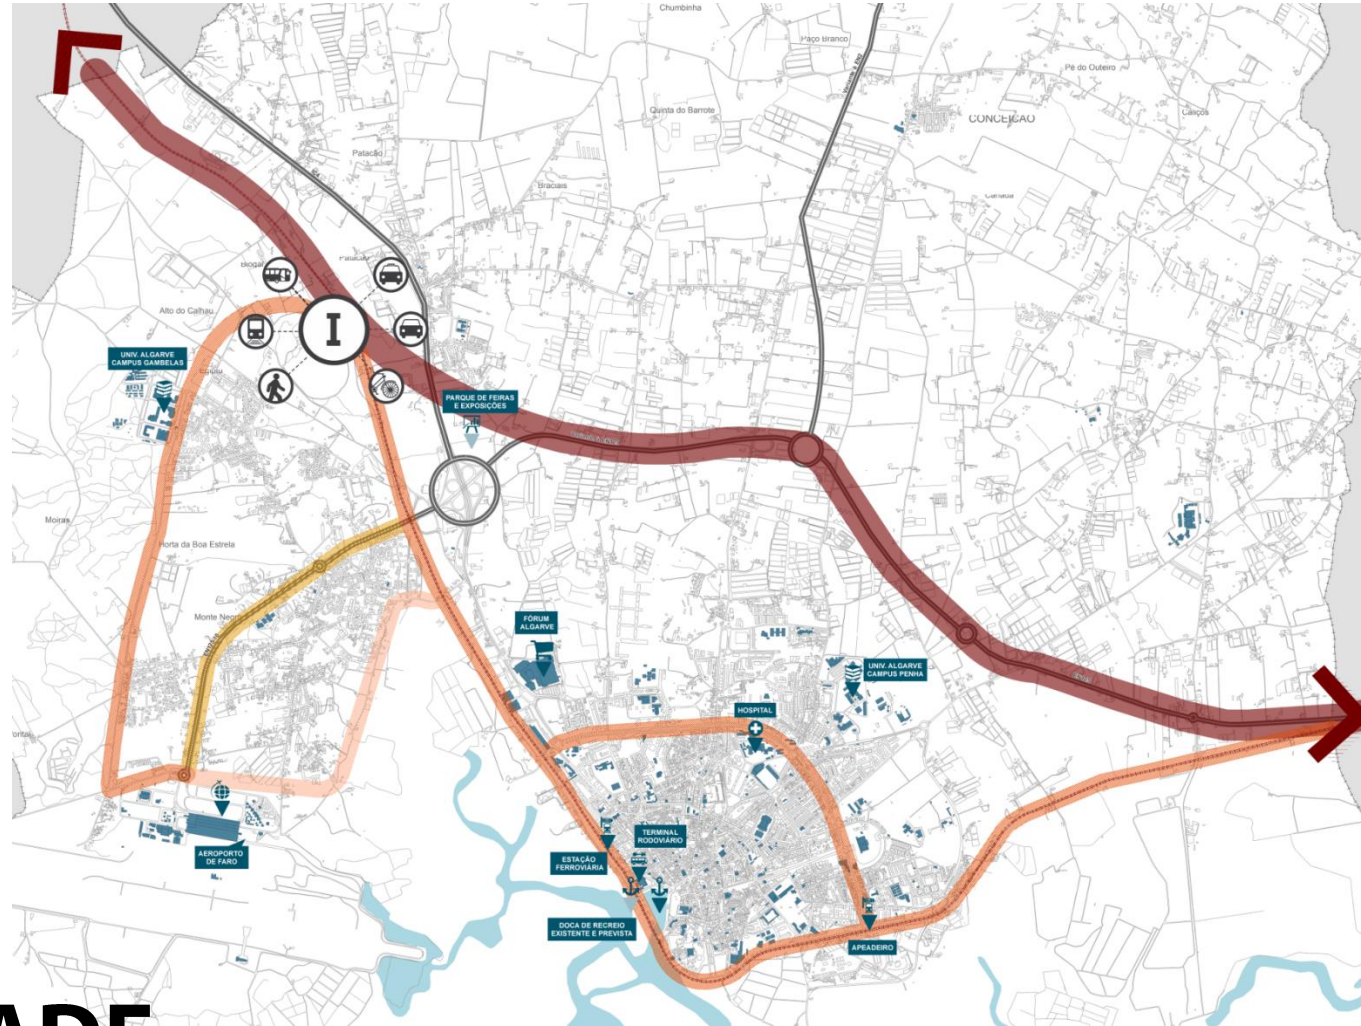 Chumbinha
Paço Branco
Pé do Outeiro
Quinta do Barrote
CONCEIÇÃO
Patacão
Braciais
Alto do Calhau
I
UNIV. ALGARVE
CAMPUS GAMBELAS
PARQUE DE FEIRAS
E EXPOSIÇÕES
Moiras
Horta da Boa Estrela
Monte Negro
FÓRUM
ALGARVE
UNIV. ALGARVE
CAMPUS PENHA
HOSPITAL
TERMINAL
RODOVIÁRIO
ESTAÇÃO
FERROVIÁRIA
AEROPORTO
DE FARO
DOCA DE RECREIO
EXISTENTE E PREVISTA
APEADEIRO